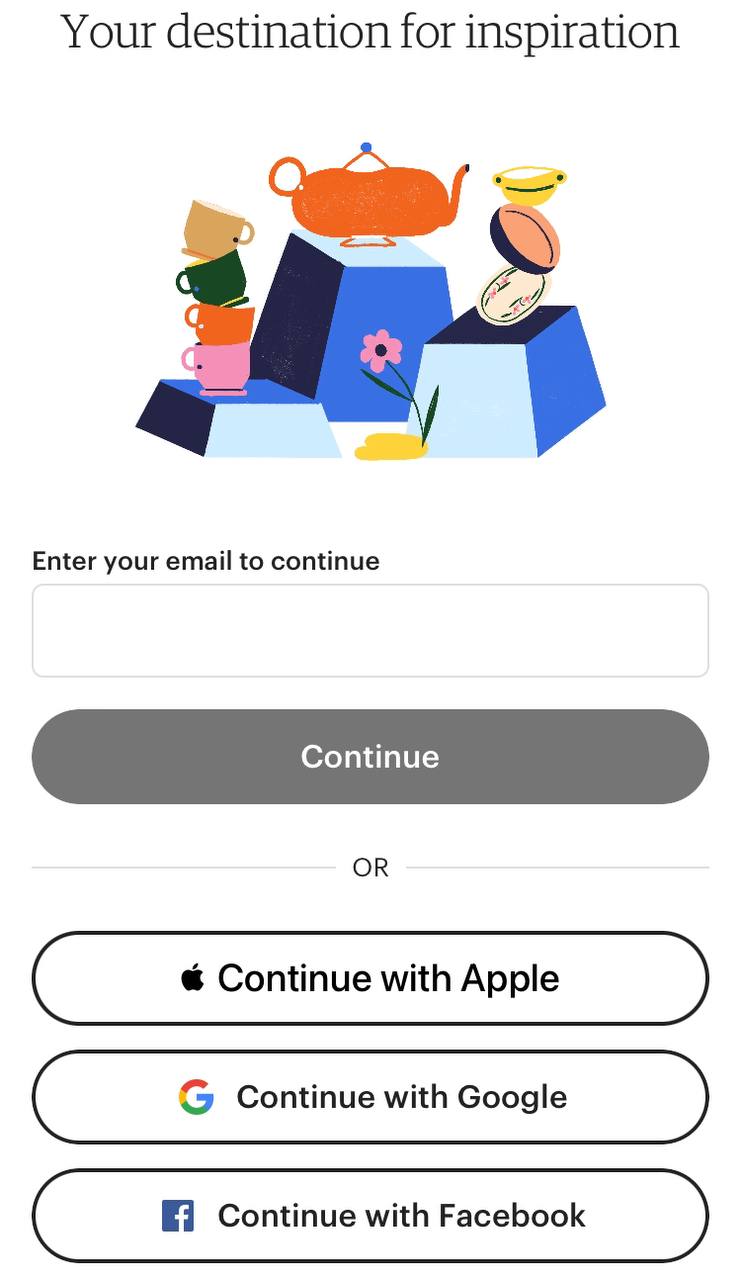 Your destination for inspiration
Enter your email to continue
Continue
OR
Continue with Apple
Continue with Google
Continue with Facebook